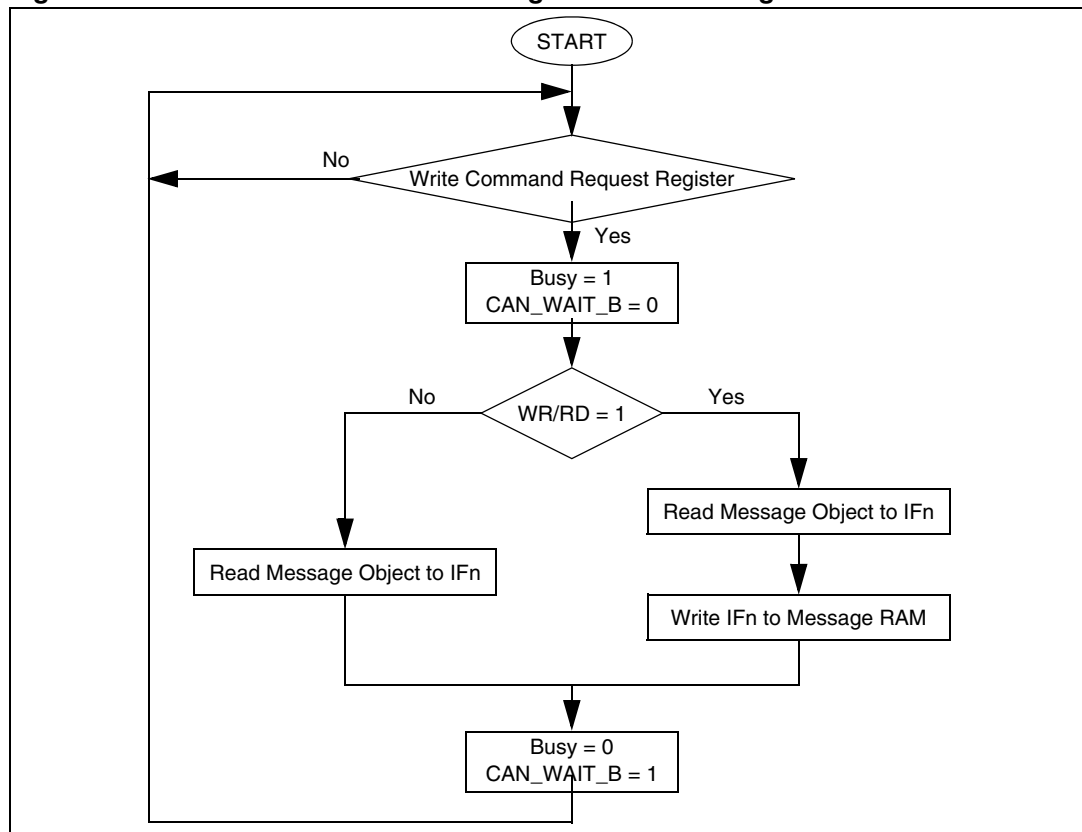 START
No
Write Command Request Register
Yes
Busy = 1
CAN_WAIT_B = 0
No
Yes
WR/RD = 1
Read Message Object to IFn
Read Message Object to IFn
Write IFn to Message RAM
Busy = 0
CAN_WAIT_B = 1